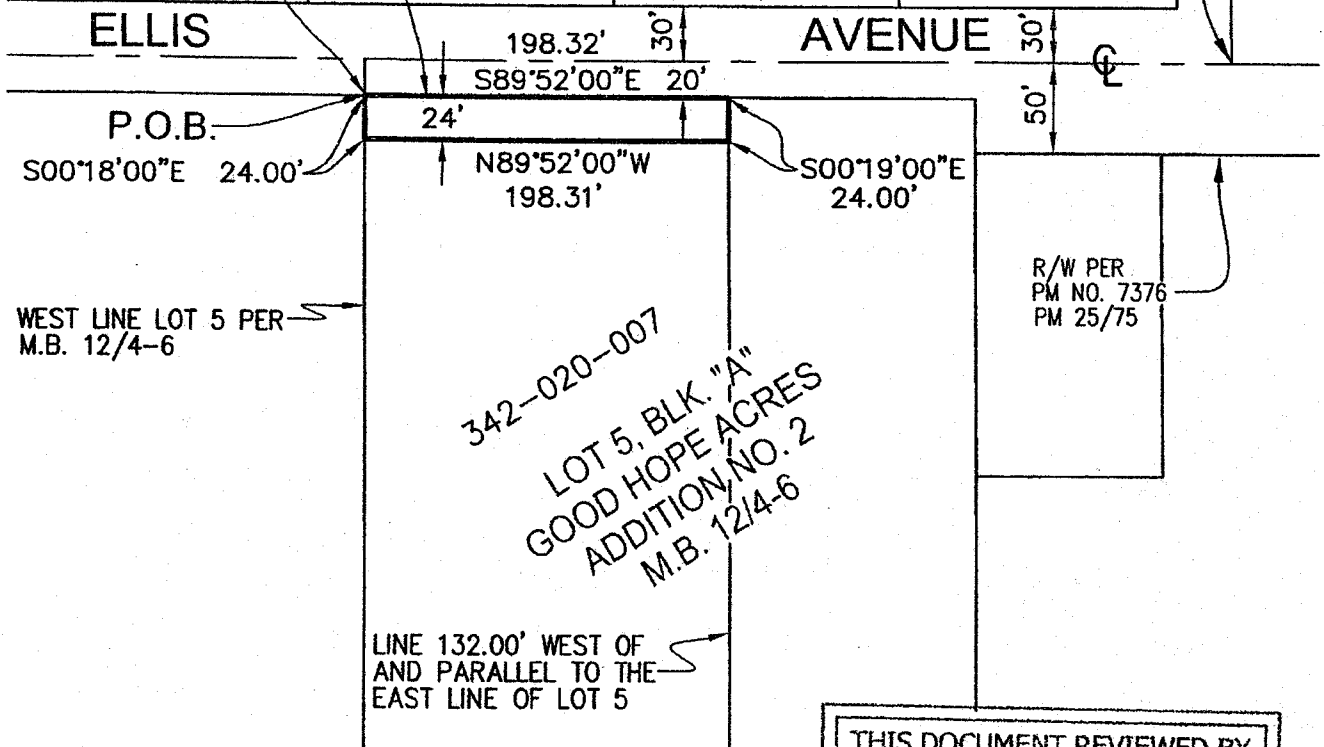 ELLIS
AVENUE
198.32'
30'
30'
S89°52'00"E 20'
℄
50'
P.O.B.
24'
S00°18'00"E 24.00'
N89°52'00"W
198.31'
S00°19'00"E
24.00'
R/W PER
PM NO. 7376
PM 25/75
WEST LINE LOT 5 PER
M.B. 12/4-6
342-020-007
LOT 5, BLK. "A"
GOOD HOPE ACRES
ADDITION NO. 2
M.B. 12/4-6
LINE 132.00' WEST OF
AND PARALLEL TO THE
EAST LINE OF LOT 5
THIS DOCUMENT REVIEWED BY